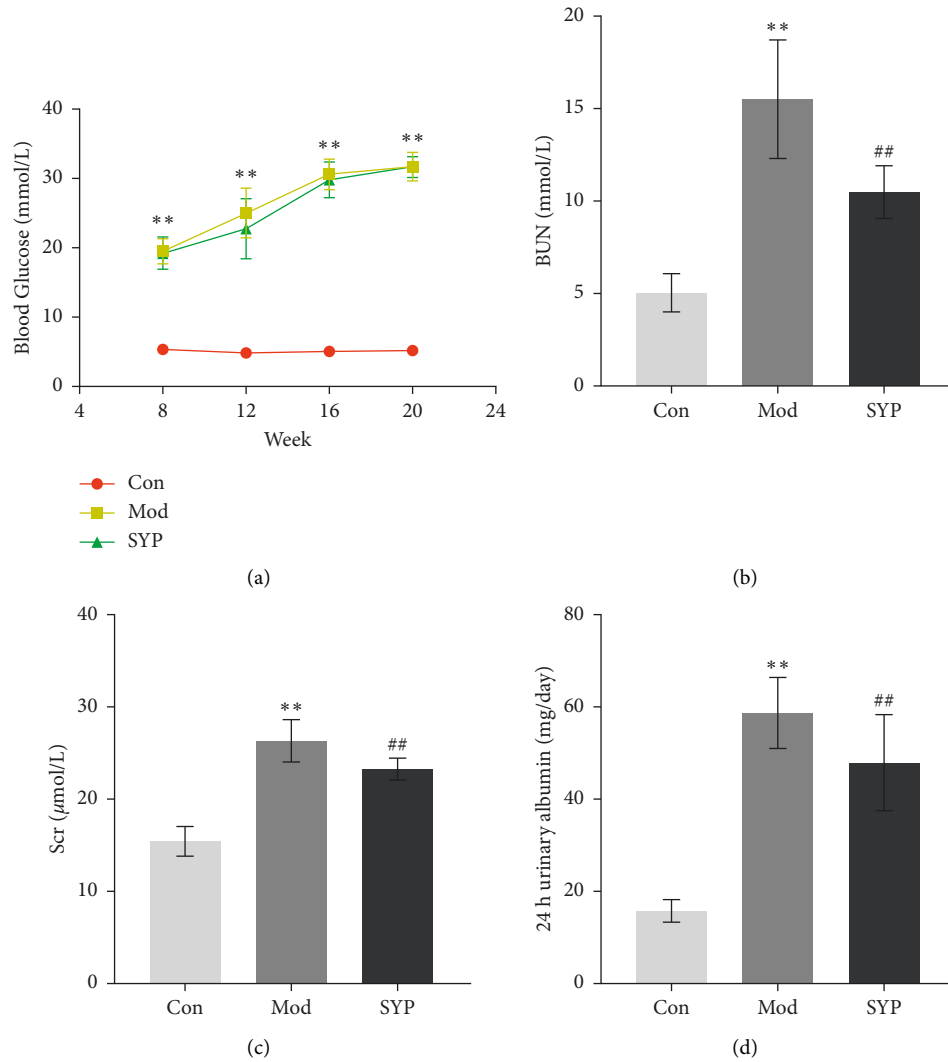 40
30
20
10
0
Blood Glucose (mmol/L)
** ** ** **
4 8 12 16 20 24
Week
Con
Mod
SYP
(a)
20
15
10
5
0
BUN (mmol/L)
**
##
Con Mod SYP
(b)
40
30
20
10
0
Scr (μmol/L)
**
##
Con Mod SYP
(c)
80
60
40
20
0
24 h urinary albumin (mg/day)
**
##
Con Mod SYP
(d)